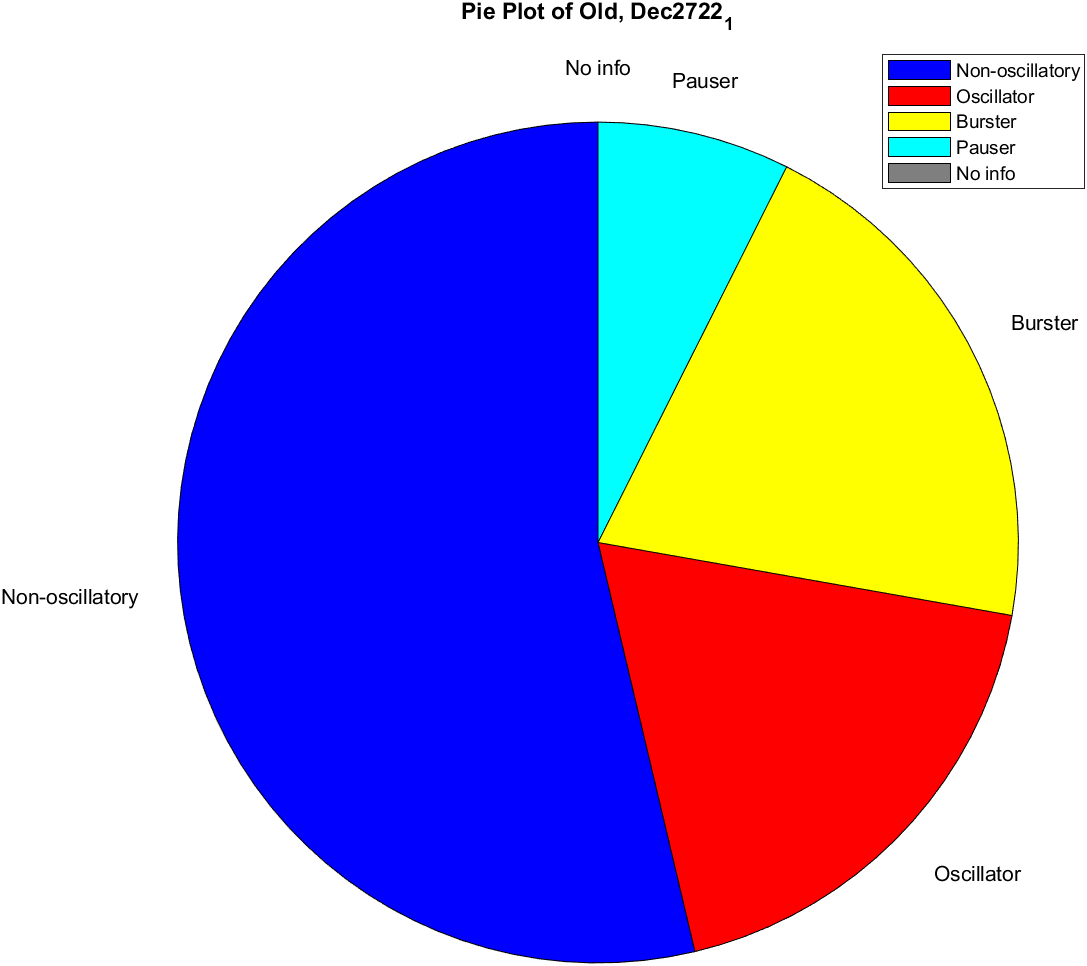 Pie Plot of Old, Dec2722₁
No info
Pauser
Non-oscillatory
Oscillator
Burster
Pauser
No info
Burster
Non-oscillatory
Oscillator